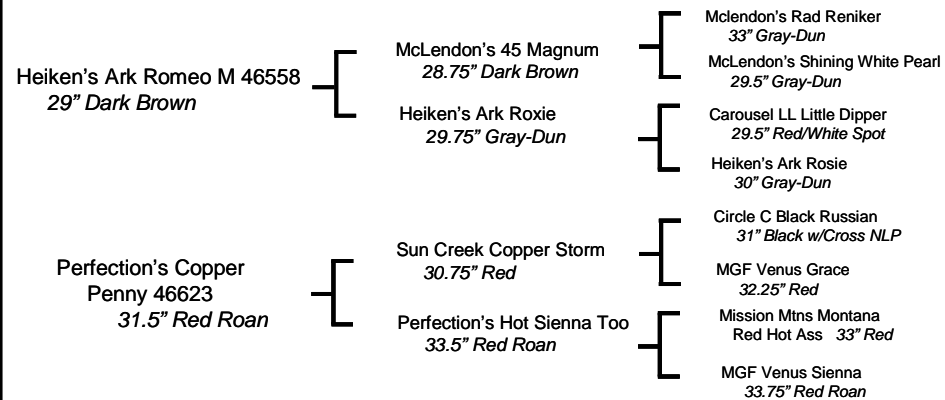 Heiken's Ark Romeo M 46558
29” Dark Brown
McLendon's 45 Magnum
28.75” Dark Brown
Mclendon's Rad Reniker
33” Gray-Dun
McLendon's Shining White Pearl
29.5” Gray-Dun
Heiken's Ark Roxie
29.75” Gray-Dun
Carousel LL Little Dipper
29.5” Red/White Spot
Heiken's Ark Rosie
30” Gray-Dun
Perfection's Copper
Penny 46623
31.5” Red Roan
Sun Creek Copper Storm
30.75” Red
Circle C Black Russian
31” Black w/Cross NLP
MGF Venus Grace
32.25” Red
Perfection's Hot Sienna Too
33.5” Red Roan
Mission Mtns Montana
Red Hot Ass 33” Red
MGF Venus Sienna
33.75” Red Roan